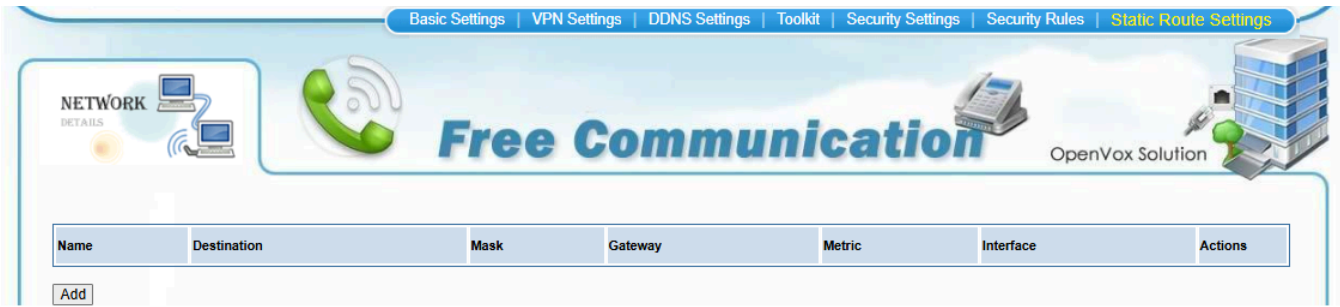 Basic Settings | VPN Settings | DDNS Settings | Toolkit | Security Settings | Security Rules | Static Route Settings
NETWORK
DETAILS
Free Communication
OpenVox Solution
Name Destination Mask Gateway Metric Interface Actions
Add